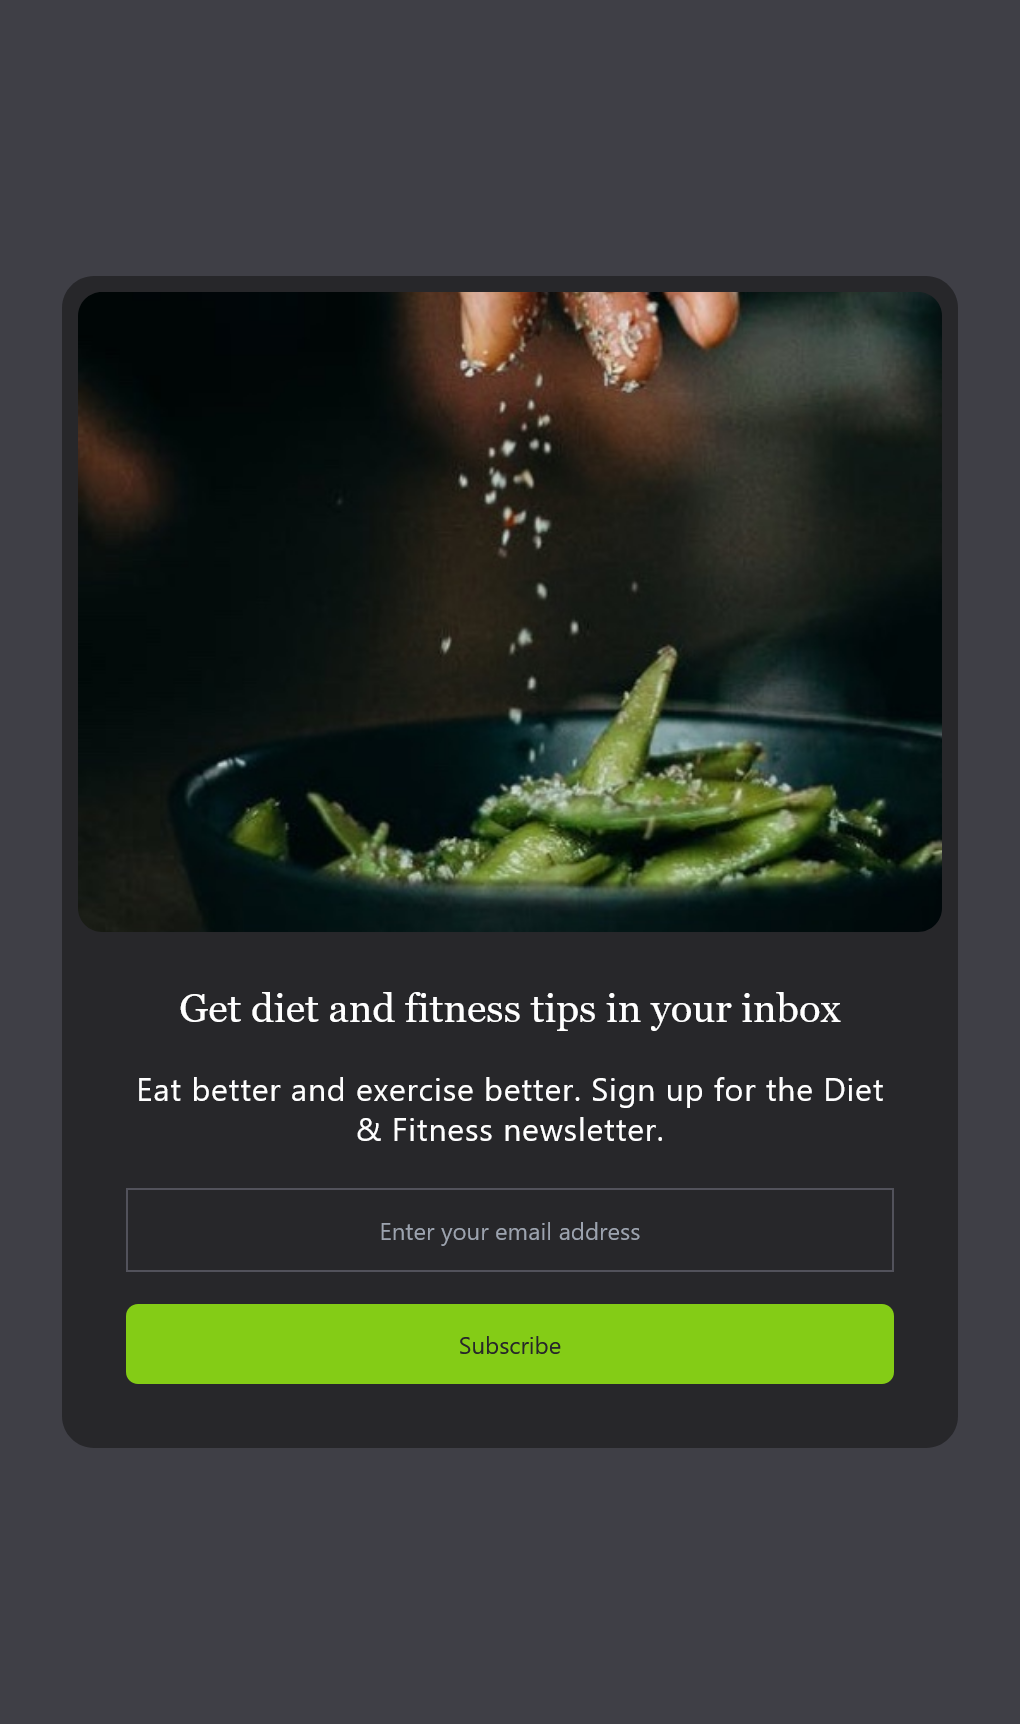 Get diet and fitness tips in your inbox
Eat better and exercise better. Sign up for the Diet
& Fitness newsletter.
Enter your email address
Subscribe